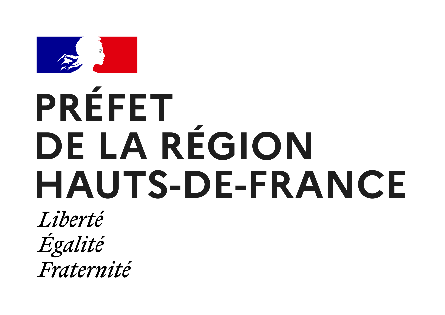 PRÉFET
DE LA RÉGION
HAUTS-DE-FRANCE
Liberté
Égalité
Fraternité